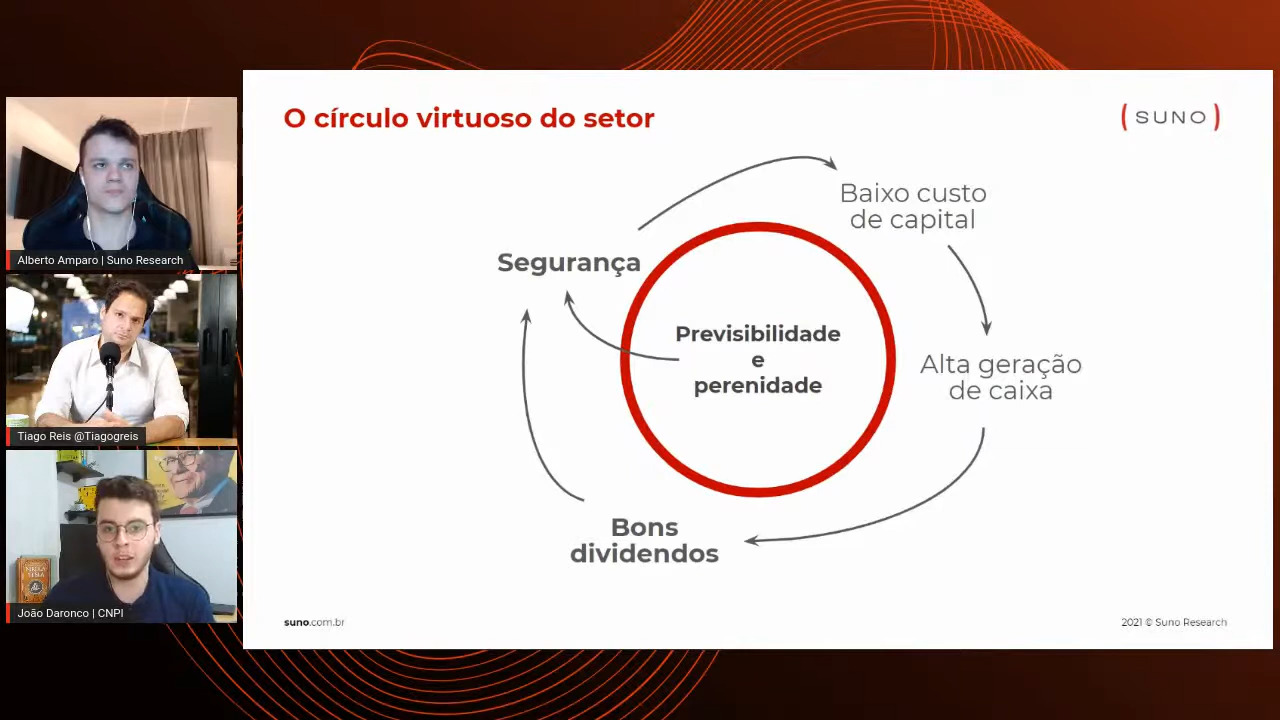 O círculo virtuoso do setor
( SUNO )
Baixo custo
de capital
Segurança
Previsibilidade
e
perenidade
Alta geração
de caixa
Bons
dividendos
suno.com.br
2021 © Suno Research
Alberto Amparo | Suno Research
Tiago Reis @Tiagogreis
João Daronco | CNPI